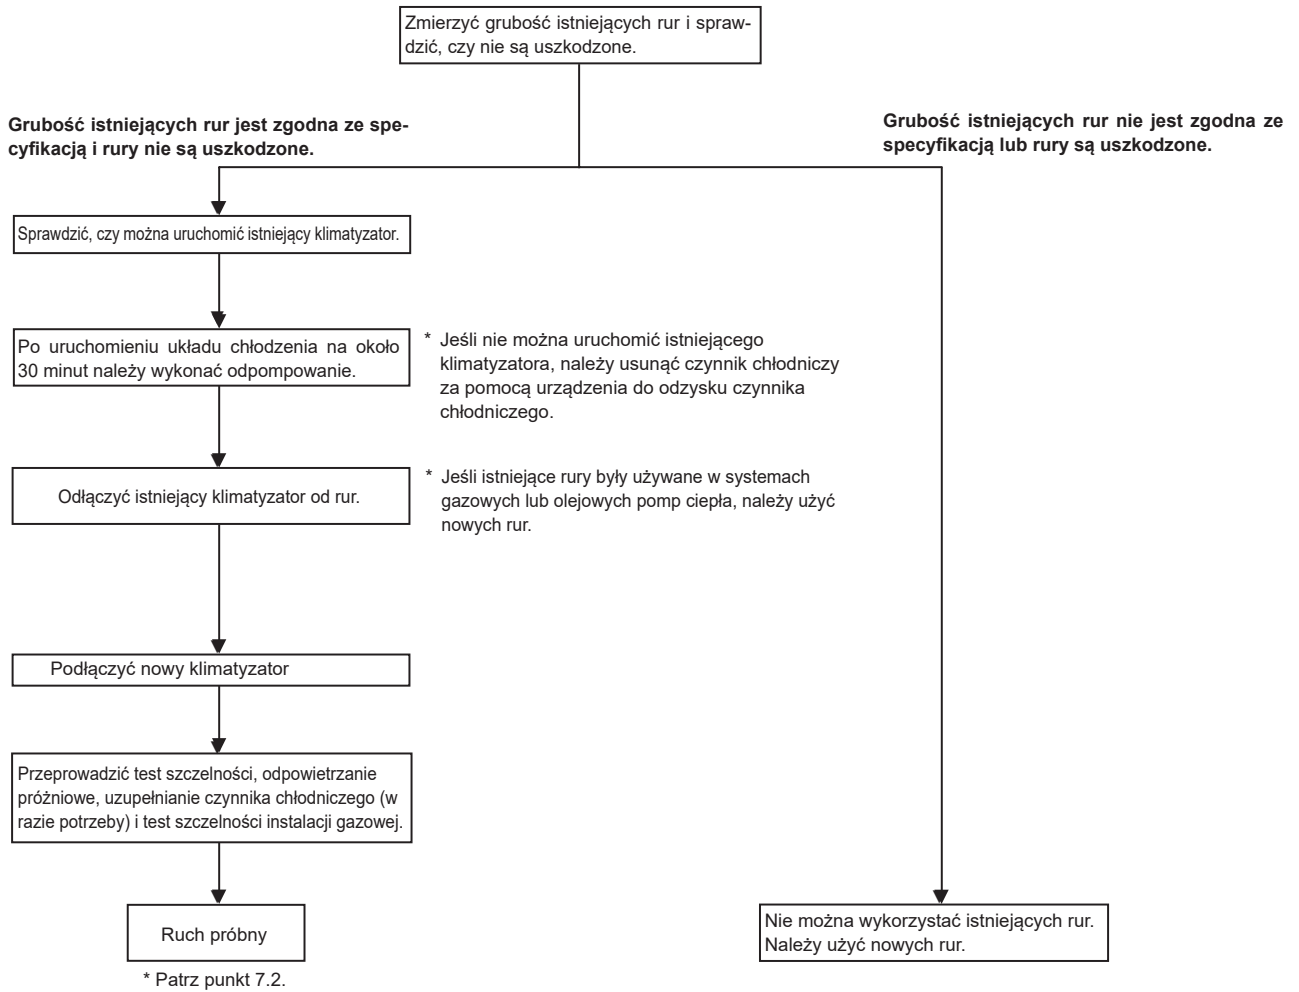 Zmierzyć grubość istniejących rur i spraw-
dzić, czy nie są uszkodzone.
Grubość istniejących rur jest zgodna ze spe-
cyfikacją i rury nie są uszkodzone.
Grubość istniejących rur nie jest zgodna ze
specyfikacją lub rury są uszkodzone.
Sprawdzić, czy można uruchomić istniejący klimatyzator.
Po uruchomieniu układu chłodzenia na około
30 minut należy wykonać odpompowanie.
* Jeśli nie można uruchomić istniejącego
klimatyzatora, należy usunąć czynnik chłodniczy
za pomocą urządzenia do odzysku czynnika
chłodniczego.
Odłączyć istniejący klimatyzator od rur.
* Jeśli istniejące rury były używane w systemach
gazowych lub olejowych pomp ciepła, należy użyć
nowych rur.
Podłączyć nowy klimatyzator
Przeprowadzić test szczelności, odpowietrzanie
próżniowe, uzupełnianie czynnika chłodniczego (w
razie potrzeby) i test szczelności instalacji gazowej.
Ruch próbny
* Patrz punkt 7.2.
Nie można wykorzystać istniejących rur.
Należy użyć nowych rur.